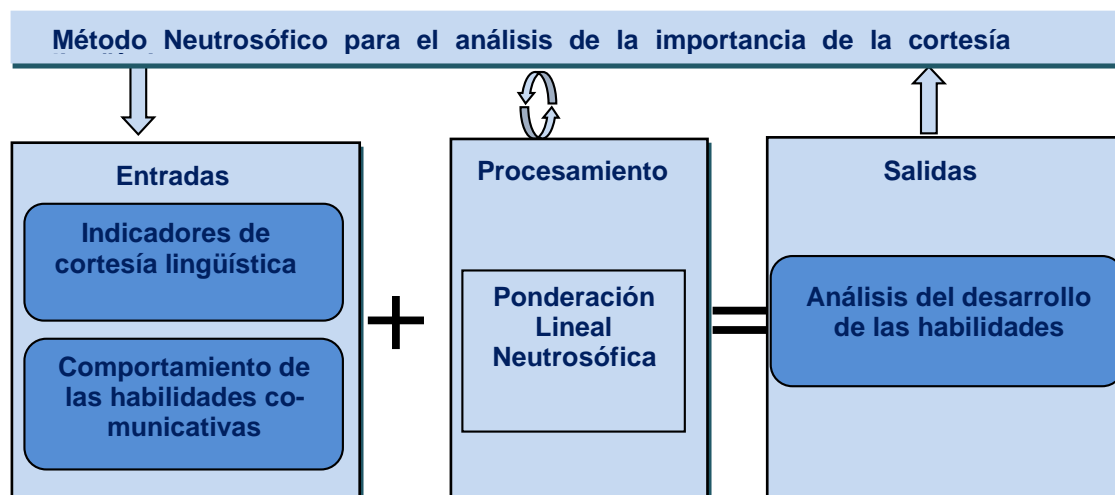 Método Neutrosófico para el análisis de la importancia de la cortesía
Entradas
Indicadores de
cortesía lingüística
Comportamiento de
las habilidades co-
municativas
Procesamiento
Ponderación
Lineal
Neutrosófica
Salidas
Análisis del desarrollo
de las habilidades